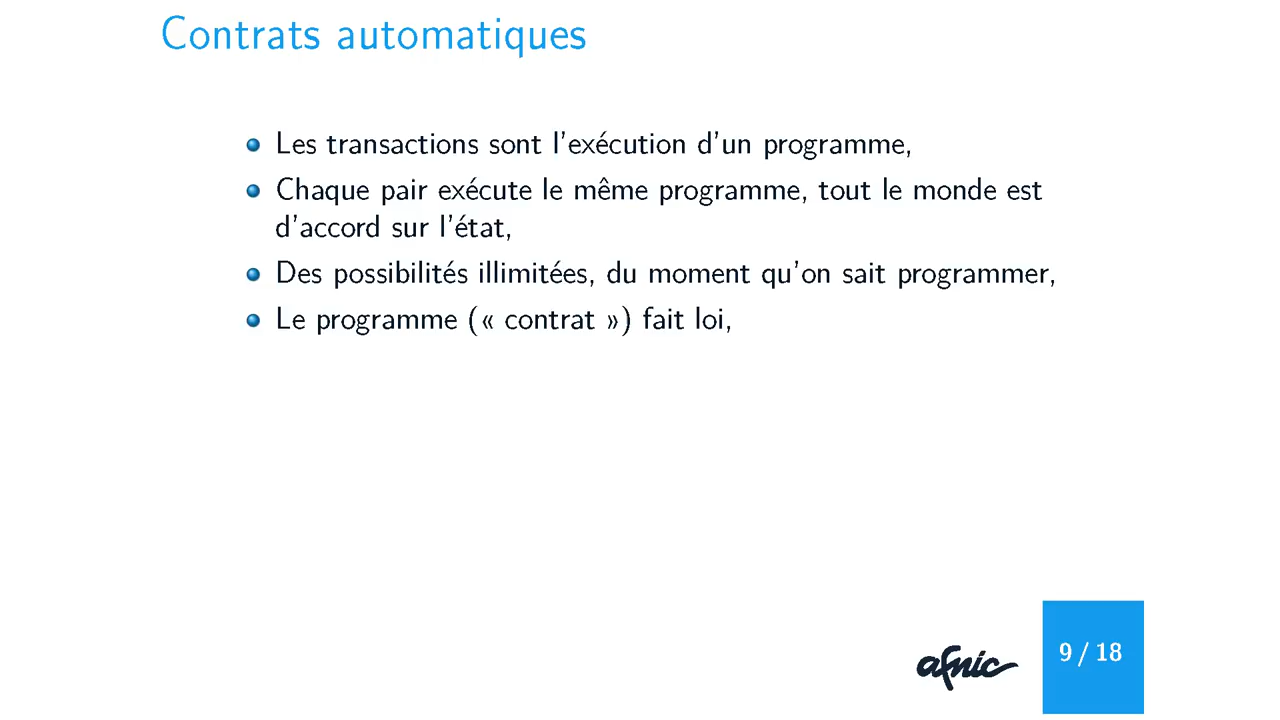 Contrats automatiques
Les transactions sont l'exécution d'un programme,
Chaque pair exécute le même programme, tout le monde est
d'accord sur l'état,
Des possibilités illimitées, du moment qu'on sait programmer,
Le programme (« contrat ») fait loi,
afnic
9 / 18